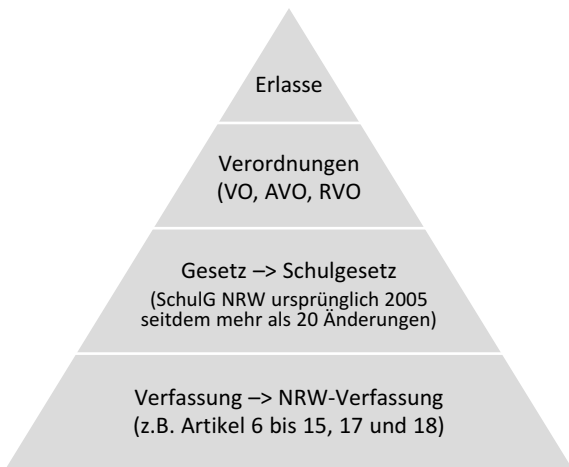 Erlasse
Verordnungen
(VO, AVO, RVO
Gesetz –> Schulgesetz
(SchulG NRW ursprünglich 2005
seitdem mehr als 20 Änderungen)
Verfassung –> NRW-Verfassung
(z.B. Artikel 6 bis 15, 17 und 18)